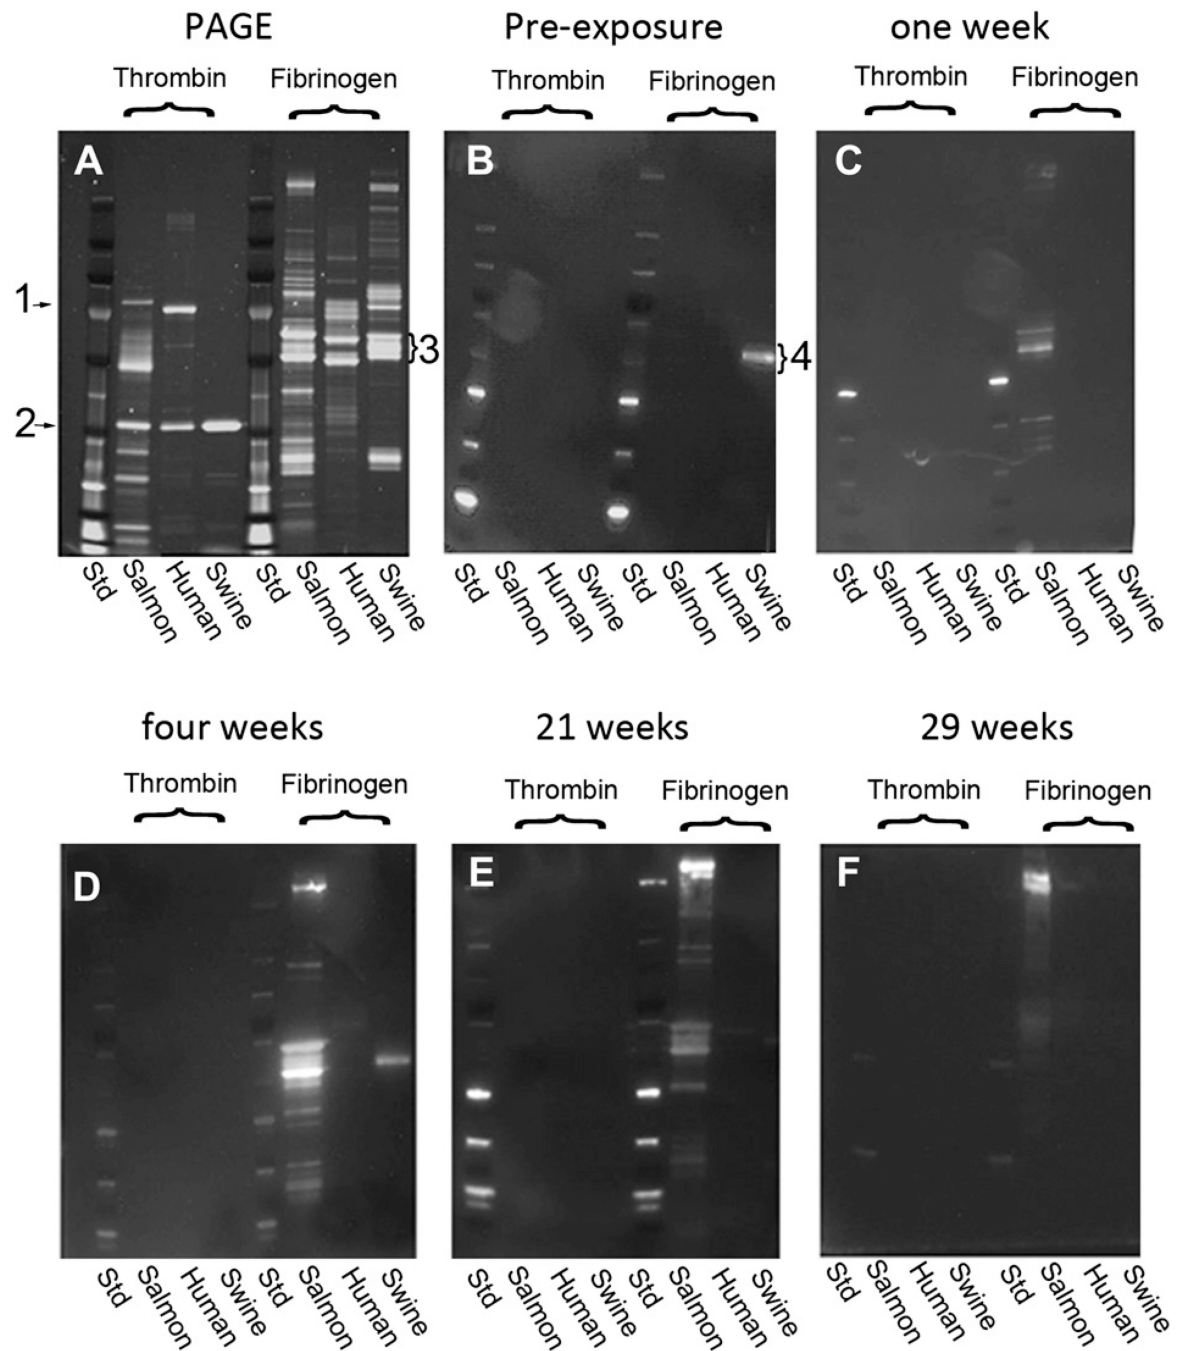 PAGE
Pre-exposure
one week
Thrombin
Fibrinogen
Thrombin
Fibrinogen
Thrombin
Fibrinogen
A
B
C
1
2
}3
}4
Std
Salmon
Human
Swine
Std
Salmon
Human
Swine
Std
Salmon
Human
Swine
Std
Salmon
Human
Swine
Std
Salmon
Human
Swine
Std
Salmon
Human
Swine
four weeks
21 weeks
29 weeks
Thrombin
Fibrinogen
Thrombin
Fibrinogen
Thrombin
Fibrinogen
D
E
F
Std
Salmon
Human
Swine
Std
Salmon
Human
Swine
Std
Salmon
Human
Swine
Std
Salmon
Human
Swine
Std
Salmon
Human
Swine
Std
Salmon
Human
Swine